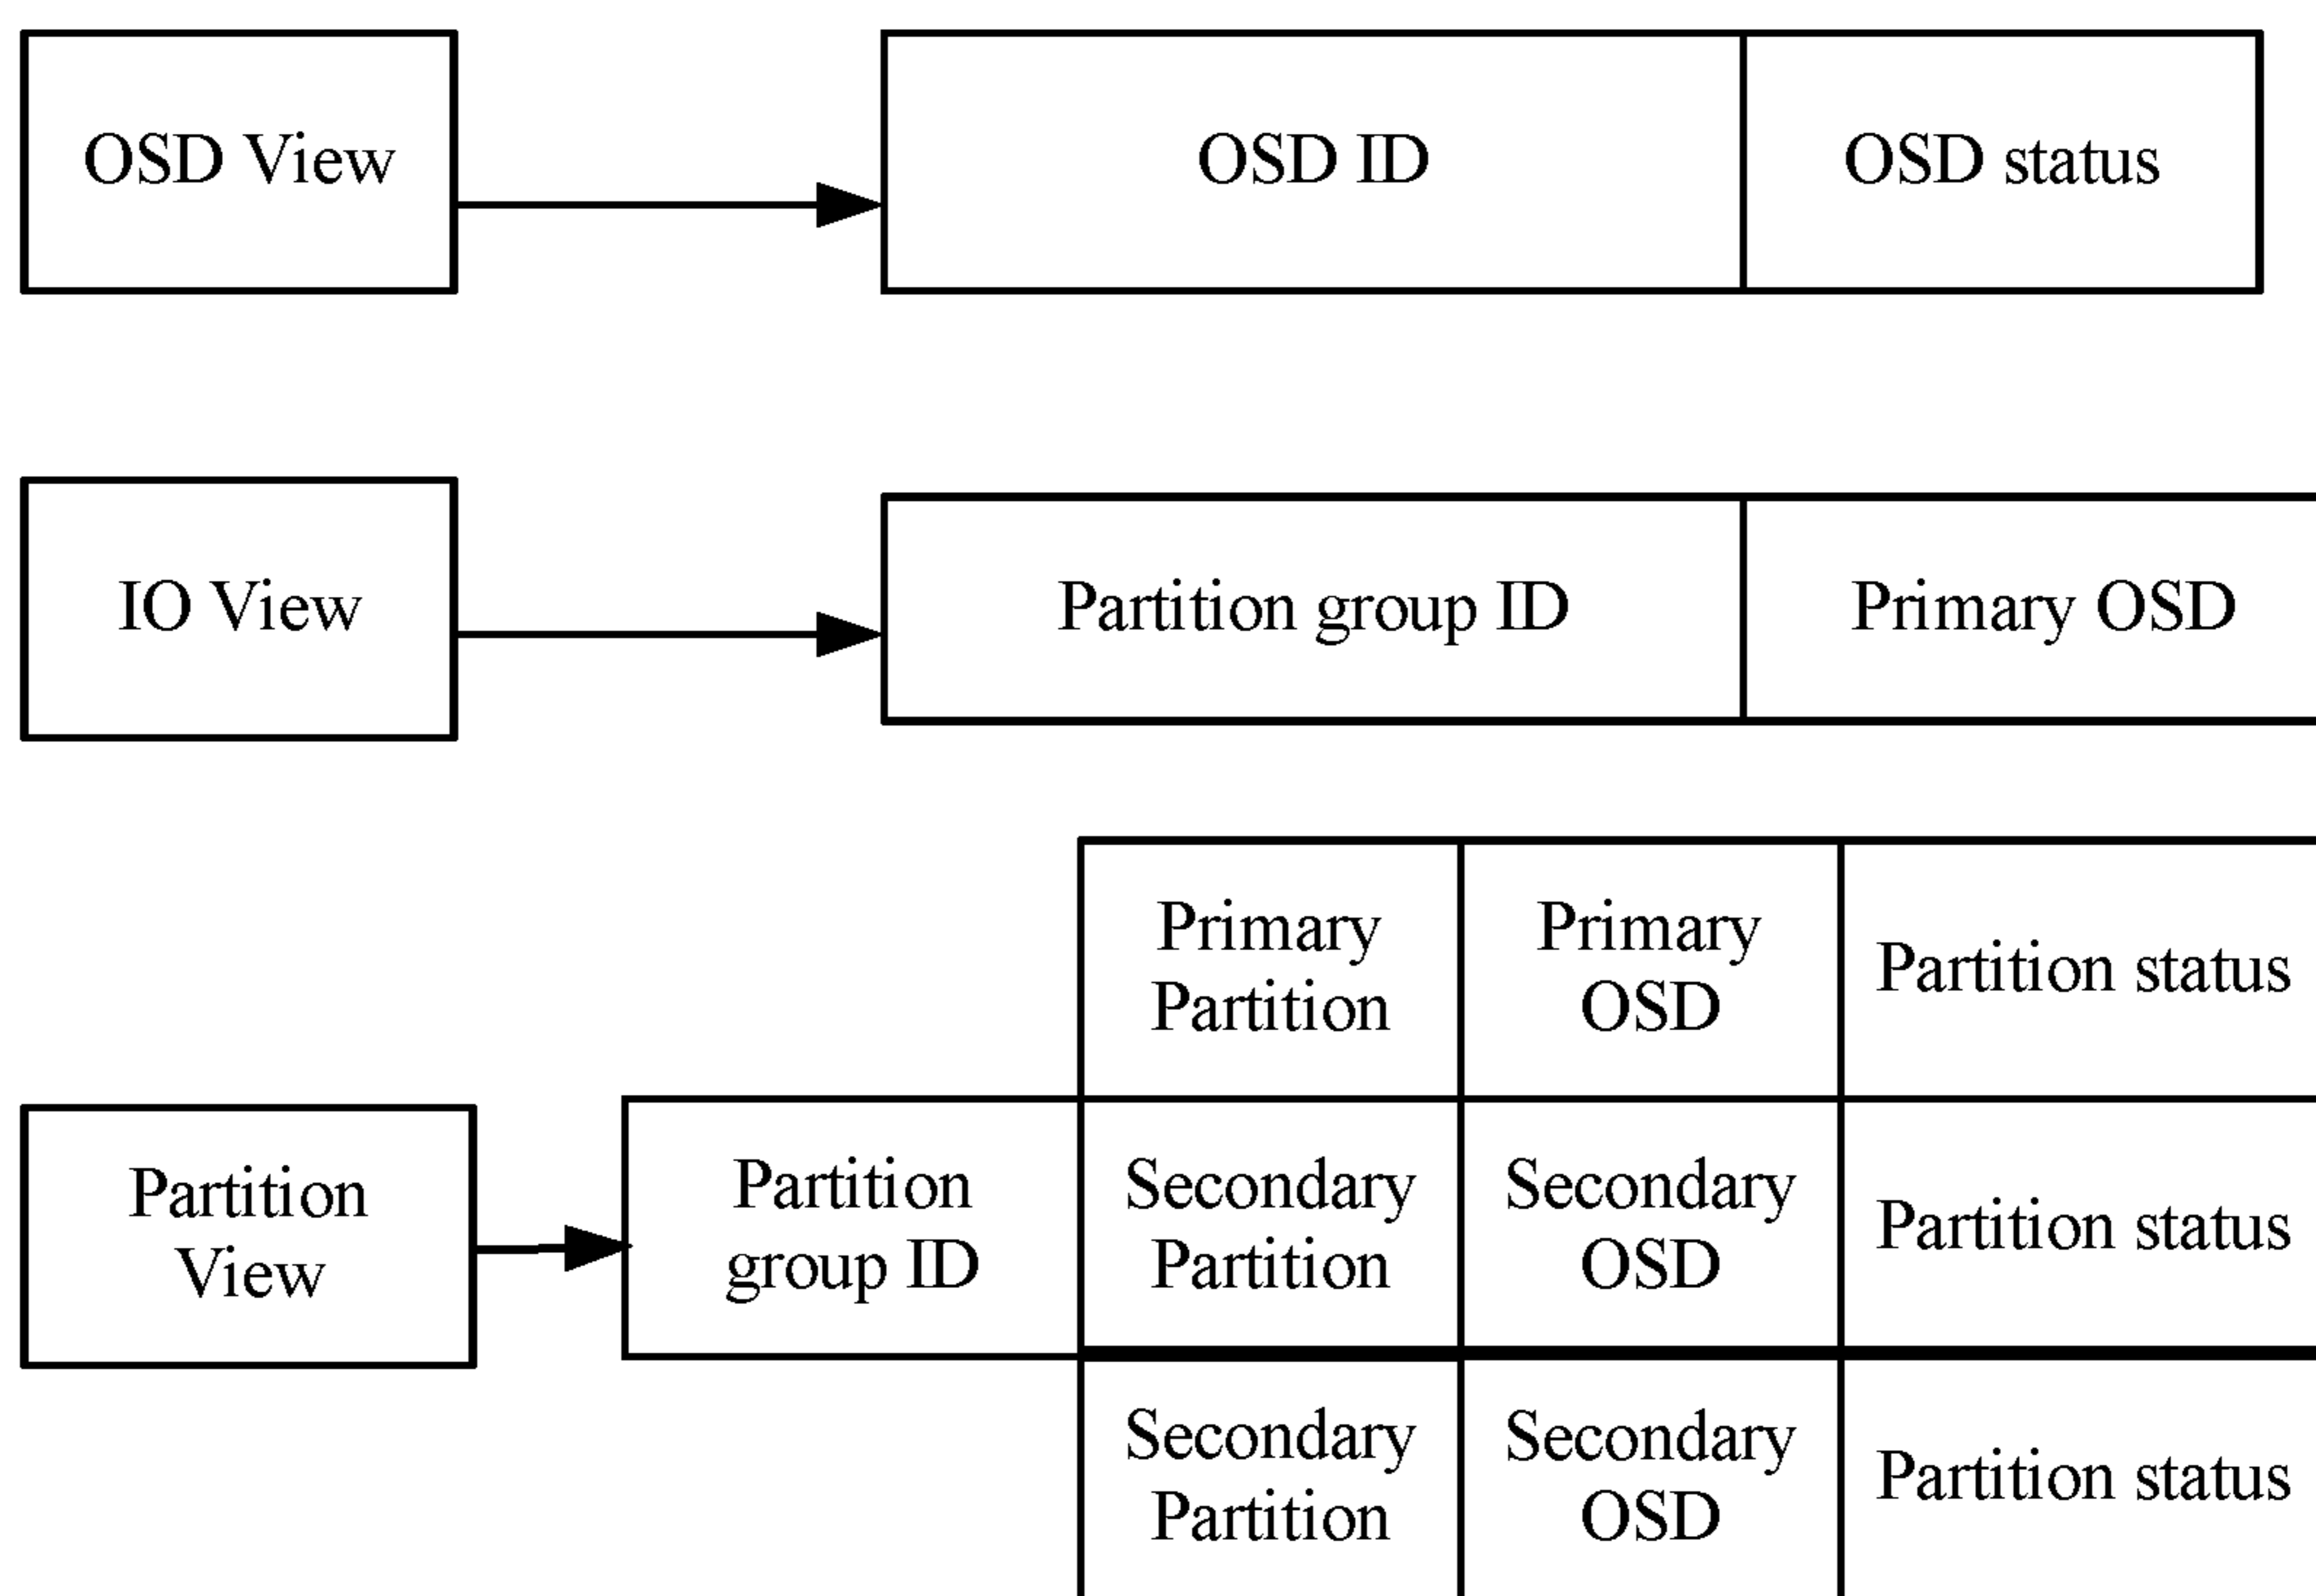 OSD View
OSD ID
OSD status
IO View
Partition group ID
Primary OSD
Primary
Partition
Primary
OSD
Partition status
Partition
View
Partition
group ID
Secondary
Partition
Secondary
OSD
Partition status
Secondary
Partition
Secondary
OSD
Partition status